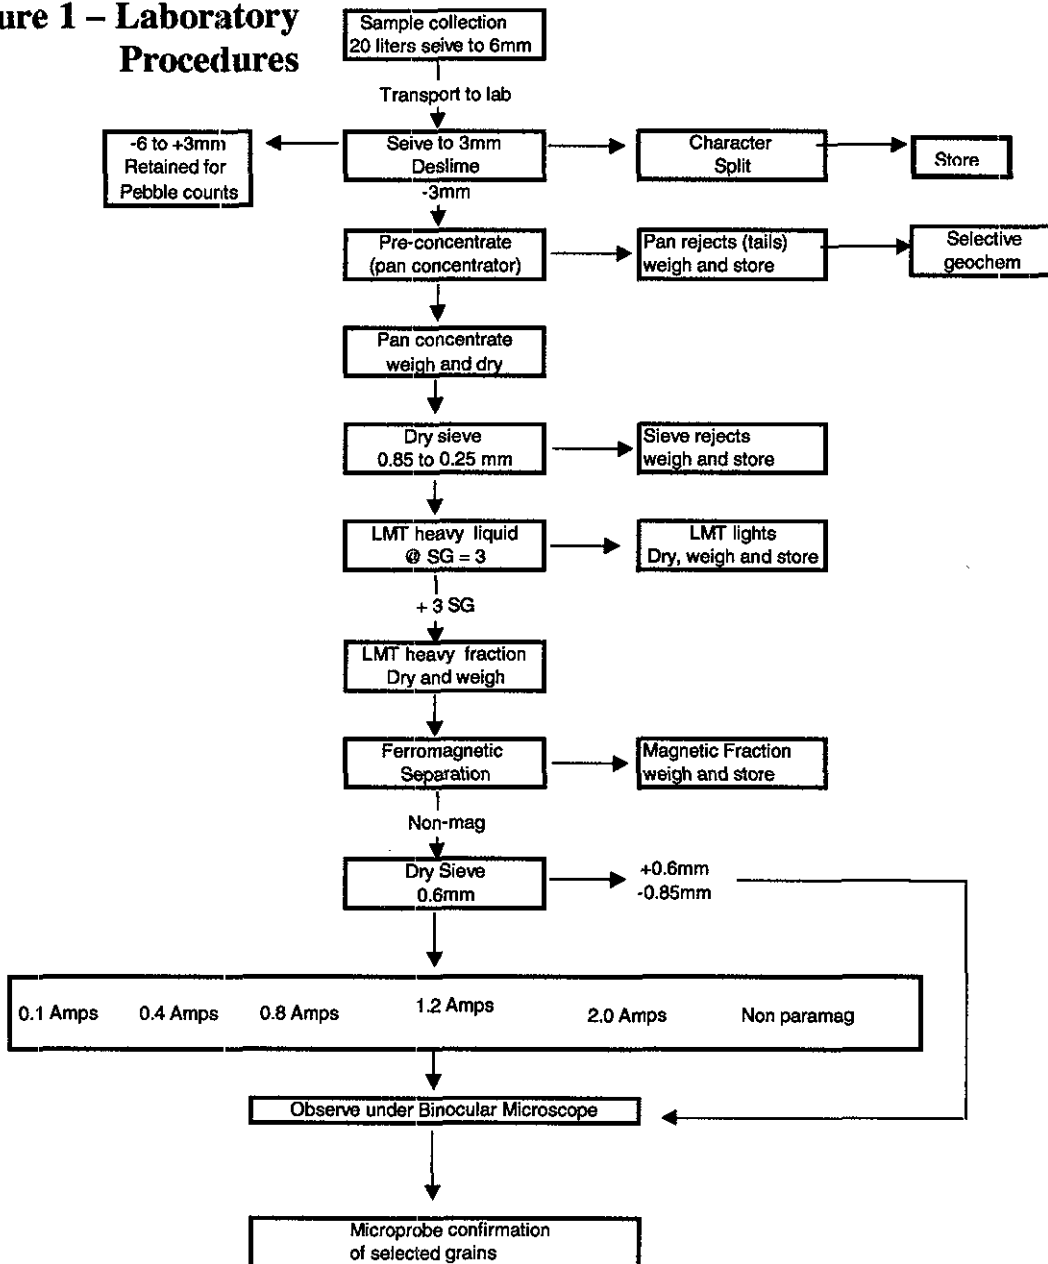 ure 1 – Laboratory
Procedures
Sample collection
20 liters seive to 6mm
Transport to lab
-6 to +3mm
Retained for
Pebble counts
Seive to 3mm
Deslime
Character
Split
Store
-3mm
Pre-concentrate
(pan concentrator)
Pan rejects (tails)
weigh and store
Selective
geochem
Pan concentrate
weigh and dry
Dry sieve
0.85 to 0.25 mm
Sieve rejects
weigh and store
LMT heavy liquid
@ SG = 3
LMT lights
Dry, weigh and store
+ 3 SG
LMT heavy fraction
Dry and weigh
Ferromagnetic
Separation
Magnetic Fraction
weigh and store
Non-mag
Dry Sieve
0.6mm
+0.6mm
-0.85mm
0.1 Amps 0.4 Amps 0.8 Amps 1.2 Amps 2.0 Amps Non paramag
Observe under Binocular Microscope
Microprobe confirmation
of selected grains